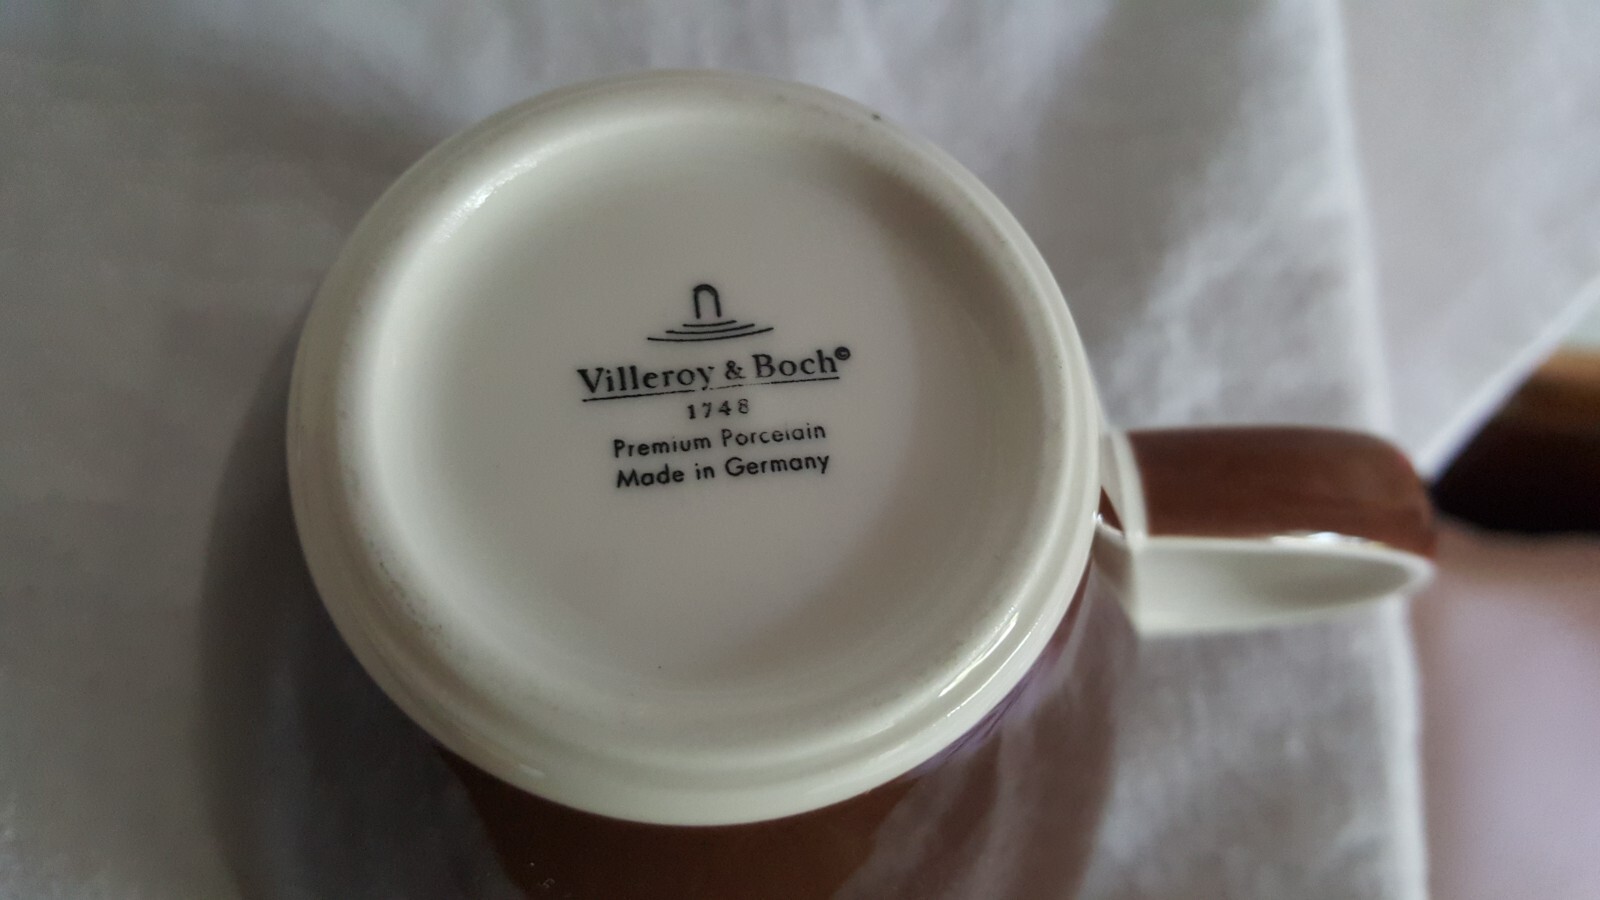 Villeroy & Boch©
1748
Premium Porcelain
Made in Germany